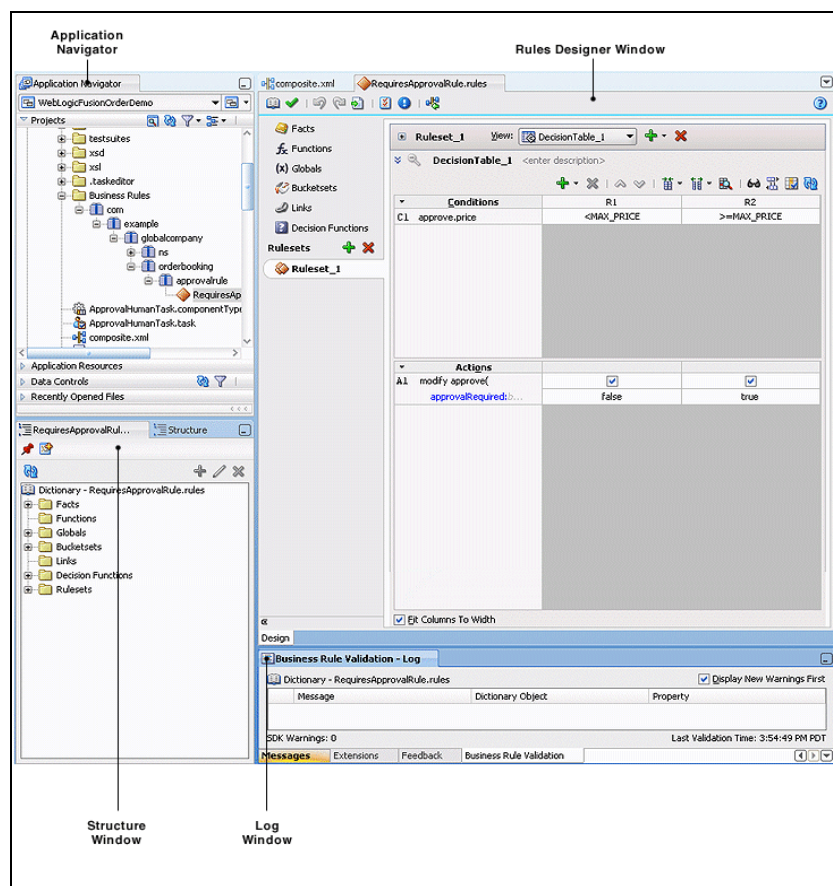 Application
Navigator
Rules Designer Window
Application Navigator
composite.xml
RequiresApprovalRule.rules
WebLogicFusionOrderDemo
Projects
testsuites
xsd
xsl
.taskeditor
Business Rules
com
example
globalcompany
ns
orderbooking
approvalrule
RequiresAp
ApprovalHumanTask.componentType
ApprovalHumanTask.task
composite.xml
Application Resources
Data Controls
Recently Opened Files
Facts
Functions
(x) Globals
Bucketsets
Links
Decision Functions
Rulesets
Ruleset_1
Ruleset_1 View: DecisionTable_1
DecisionTable_1 <enter description>
Conditions R1 R2
C1 approve.price <MAX_PRICE >=MAX_PRICE
Actions
A1 modify approve(
approvalRequired:b... false true
Fit Columns To Width
Design
RequiresApprovalRul... Structure
Dictionary - RequiresApprovalRule.rules
Facts
Functions
Globals
Bucketsets
Links
Decision Functions
Rulesets
Business Rule Validation - Log
Dictionary - RequiresApprovalRule.rules Display New Warnings First
Message Dictionary Object Property
SDK Warnings: 0 Last Validation Time: 3:54:49 PM PDT
Messages Extensions Feedback Business Rule Validation
Structure
Window
Log
Window